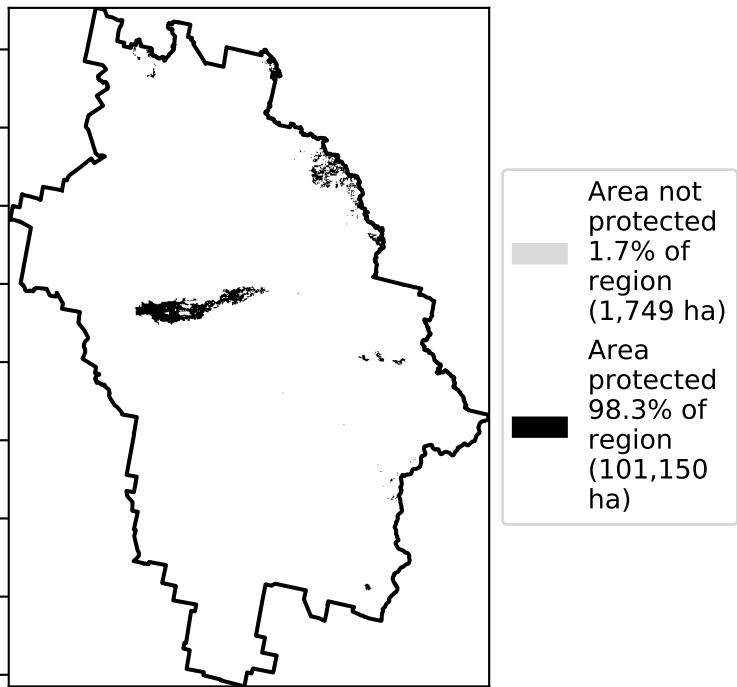 Area not
protected
1.7% of
region
(1,749 ha)
Area
protected
98.3% of
region
(101,150
ha)